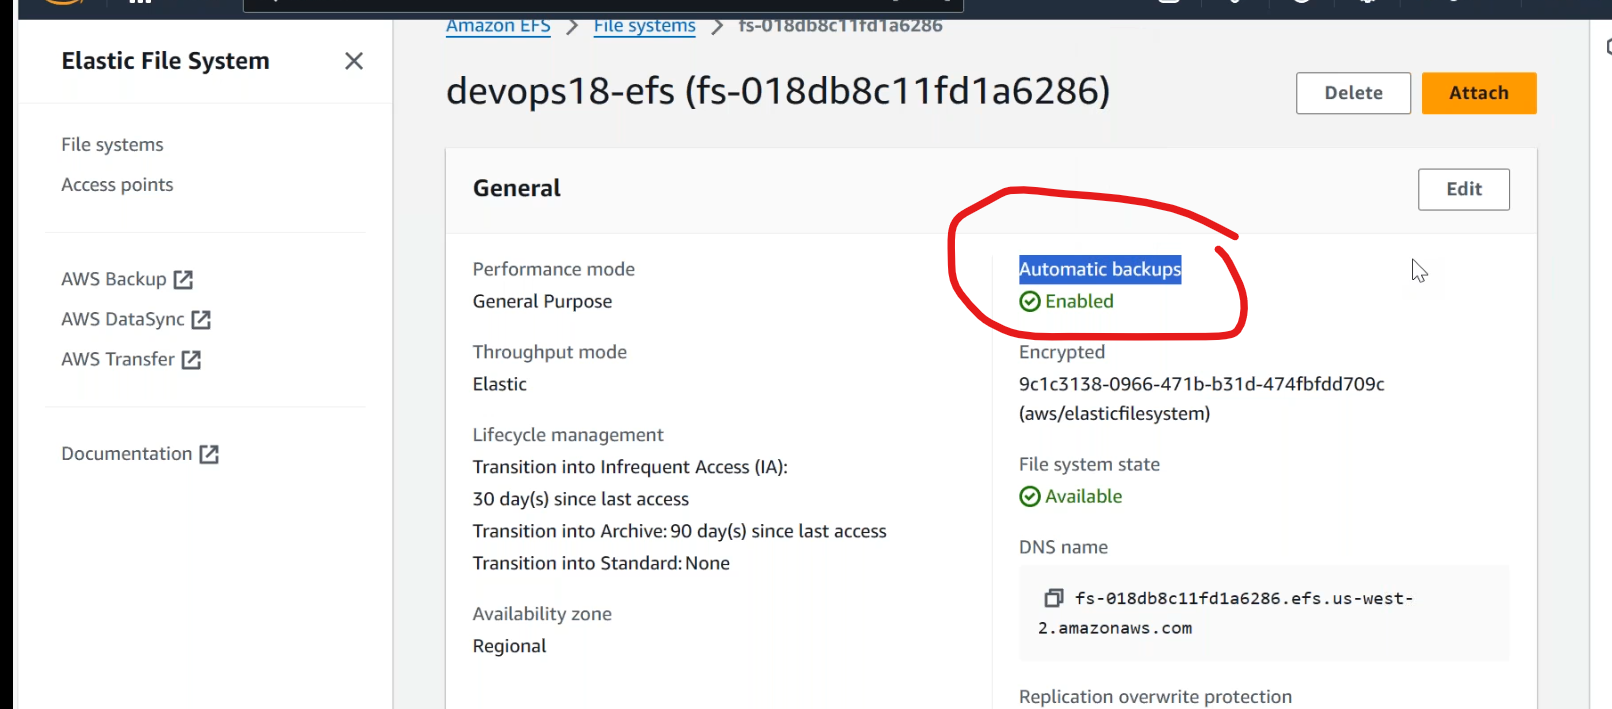 Amazon EFS > File systems > fs-018db8c11fd1a6286
Elastic File System
File systems
Access points
AWS Backup
AWS DataSync
AWS Transfer
Documentation
devops18-efs (fs-018db8c11fd1a6286)
Delete
Attach
General
Edit
Performance mode
General Purpose
Throughput mode
Elastic
Lifecycle management
Transition into Infrequent Access (IA):
30 day(s) since last access
Transition into Archive: 90 day(s) since last access
Transition into Standard: None
Availability zone
Regional
Automatic backups
Enabled
Encrypted
9c1c3138-0966-471b-b31d-474fbfdd709c
(aws/elasticfilesystem)
File system state
Available
DNS name
fs-018db8c11fd1a6286.efs.us-west-
2.amazonaws.com
Replication overwrite protection